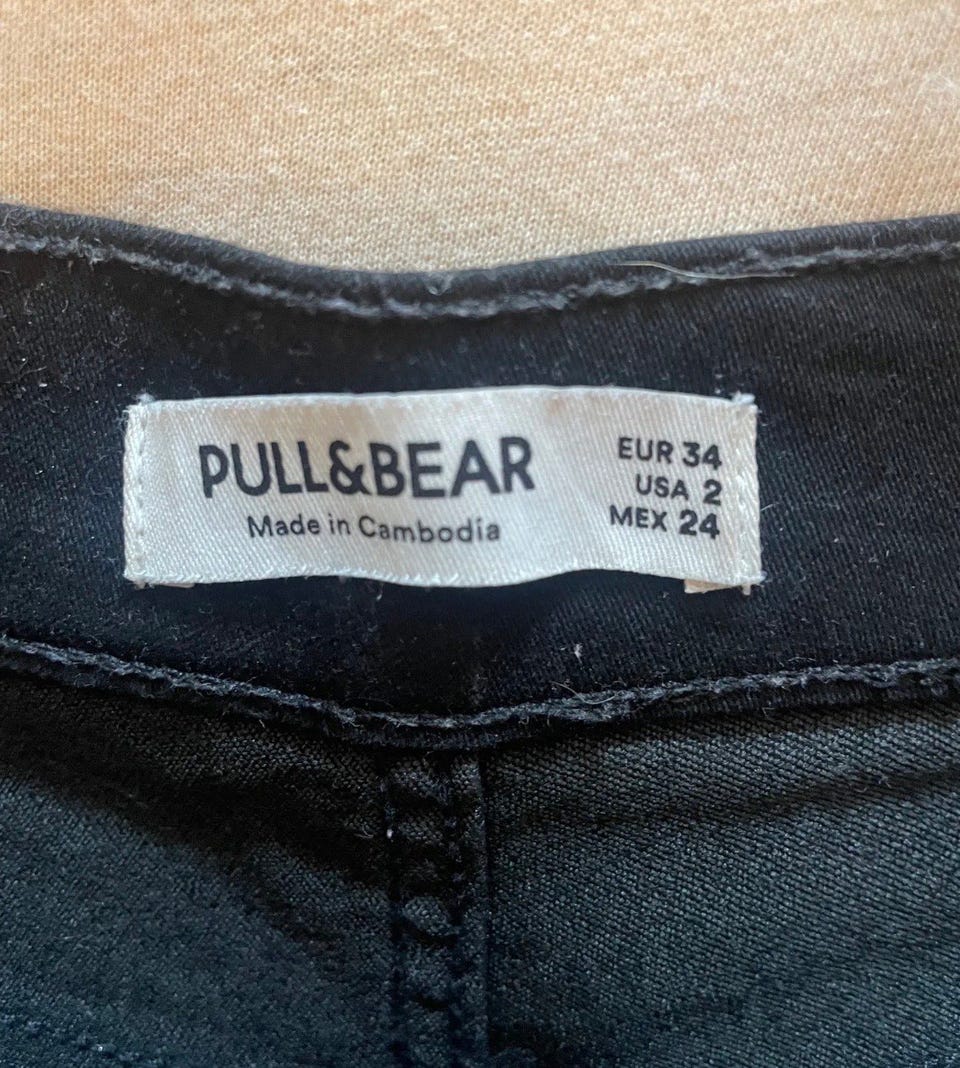 PULL&BEAR
Made in Cambodia
EUR 34
USA 2
MEX 24